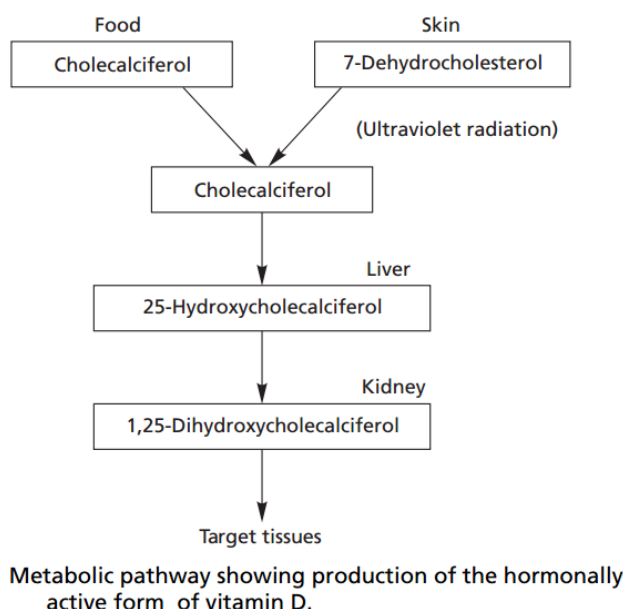 Food
Skin
Cholecalciferol
7-Dehydrocholesterol
(Ultraviolet radiation)
Cholecalciferol
Liver
25-Hydroxycholecalciferol
Kidney
1,25-Dihydroxycholecalciferol
Target tissues
Metabolic pathway showing production of the hormonally
active form of vitamin D.